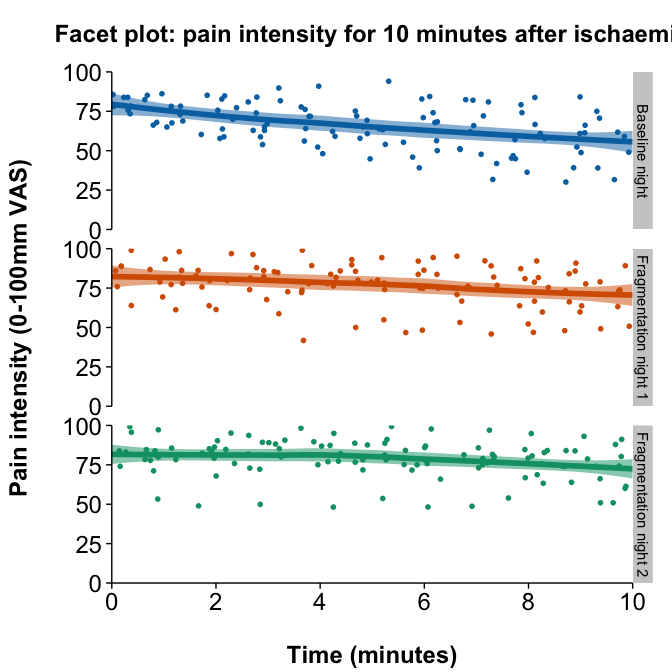 Facet plot: pain intensity for 10 minutes after ischaemi
Pain intensity (0-100mm VAS)
100
75
50
25
0
Baseline night
100
75
50
25
0
Fragmentation night 1
100
75
50
25
0
Fragmentation night 2
0 2 4 6 8 10
Time (minutes)